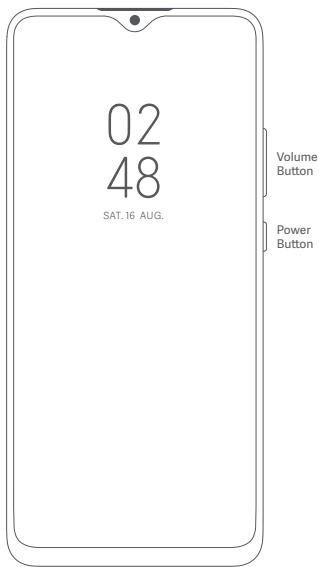 02
48
SAT. 16 AUG.
Volume
Button
Power
Button